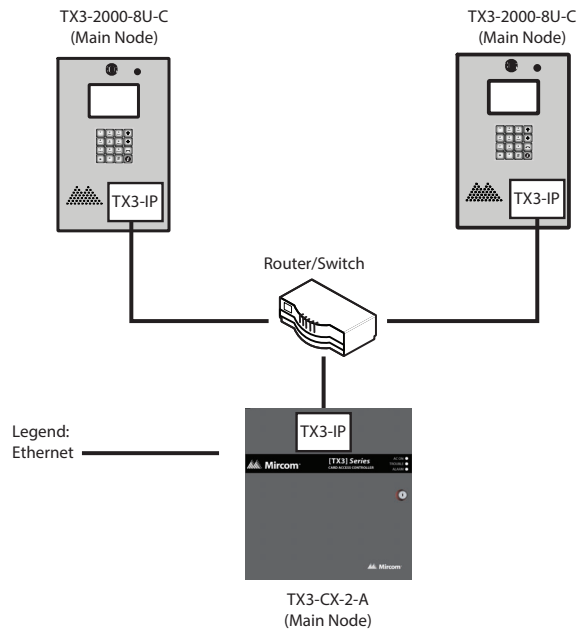 TX3-2000-8U-C
(Main Node)
TX3-2000-8U-C
(Main Node)
TX3-IP
TX3-IP
Router/Switch
TX3-IP
Legend:
Ethernet
Mircom
[TX3] Series
CARD ACCESS CONTROLLER
AC ON
TROUBLE
ALARM
Mircom
TX3-CX-2-A
(Main Node)